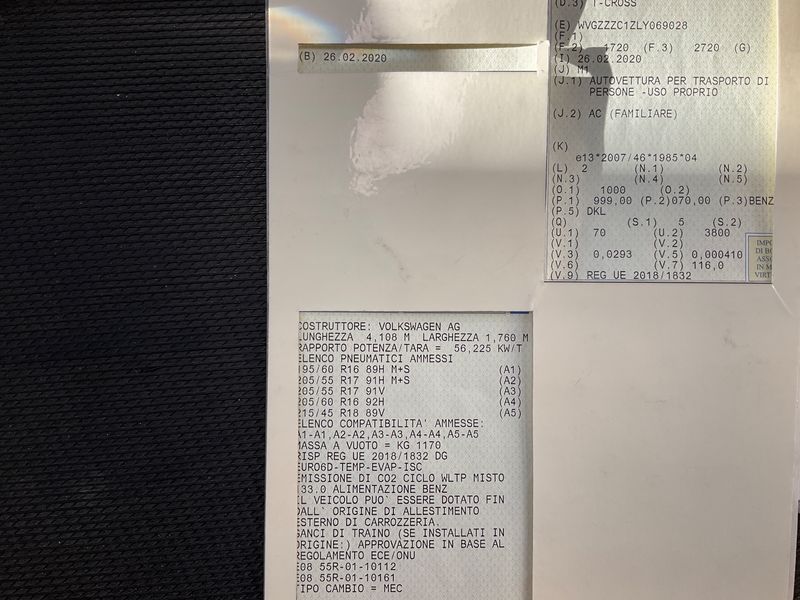 (B) 26.02.2020
(D.3) T-CROSS
(E) WVGZZZC1ZLY069028
(F.1)
(F.2) 1720 (F.3) 2720 (G)
(I) 26.02.2020
(J) M1
(J.1) AUTOVETTURA PER TRASPORTO DI
PERSONE -USO PROPRIO
(J.2) AC (FAMILIARE)
(K)
e13*2007/46*1985*04
(L) 2 (N.1) (N.2)
(N.3) (N.4) (N.5)
(O.1) 1000 (O.2)
(P.1) 999,00 (P.2)070,00 (P.3)BENZ
(P.5) DKL
(Q) (S.1) 5 (S.2)
(U.1) 70 (U.2) 3800
(V.1) (V.2)
(V.3) 0,0293 (V.5) 0,000410
(V.6) (V.7) 116,0
(V.9) REG UE 2018/1832
DI
IN
VIRT
COSTRUTTORE: VOLKSWAGEN AG
LUNGHEZZA 4,108 M LARGHEZZA 1,760 M
RAPPORTO POTENZA/TARA = 56,225 KW/T
ELENCO PNEUMATICI AMMESSI
195/60 R16 89H M+S (A1)
205/55 R17 91H M+S (A2)
205/55 R17 91V (A3)
205/60 R16 92H (A4)
215/45 R18 89V (A5)
ELENCO COMPATIBILITA' AMMESSE:
A1-A1,A2-A2,A3-A3,A4-A4,A5-A5
MASSA A VUOTO = KG 1170
RISP REG UE 2018/1832 DG
EURO6D-TEMP-EVAP-ISC
EMISSIONE DI CO2 CICLO WLTP MISTO
133.0 ALIMENTAZIONE BENZ
IL VEICOLO PUO` ESSERE DOTATO FIN
DALL` ORIGINE DI ALLESTIMENTO
ESTERNO DI CARROZZERIA.
GANCI DI TRAINO (SE INSTALLATI IN
ORIGINE:) APPROVAZIONE IN BASE AL
REGOLAMENTO ECE/ONU
E08 55R-01-10112
E08 55R-01-10161
TIPO CAMBIO = MEC